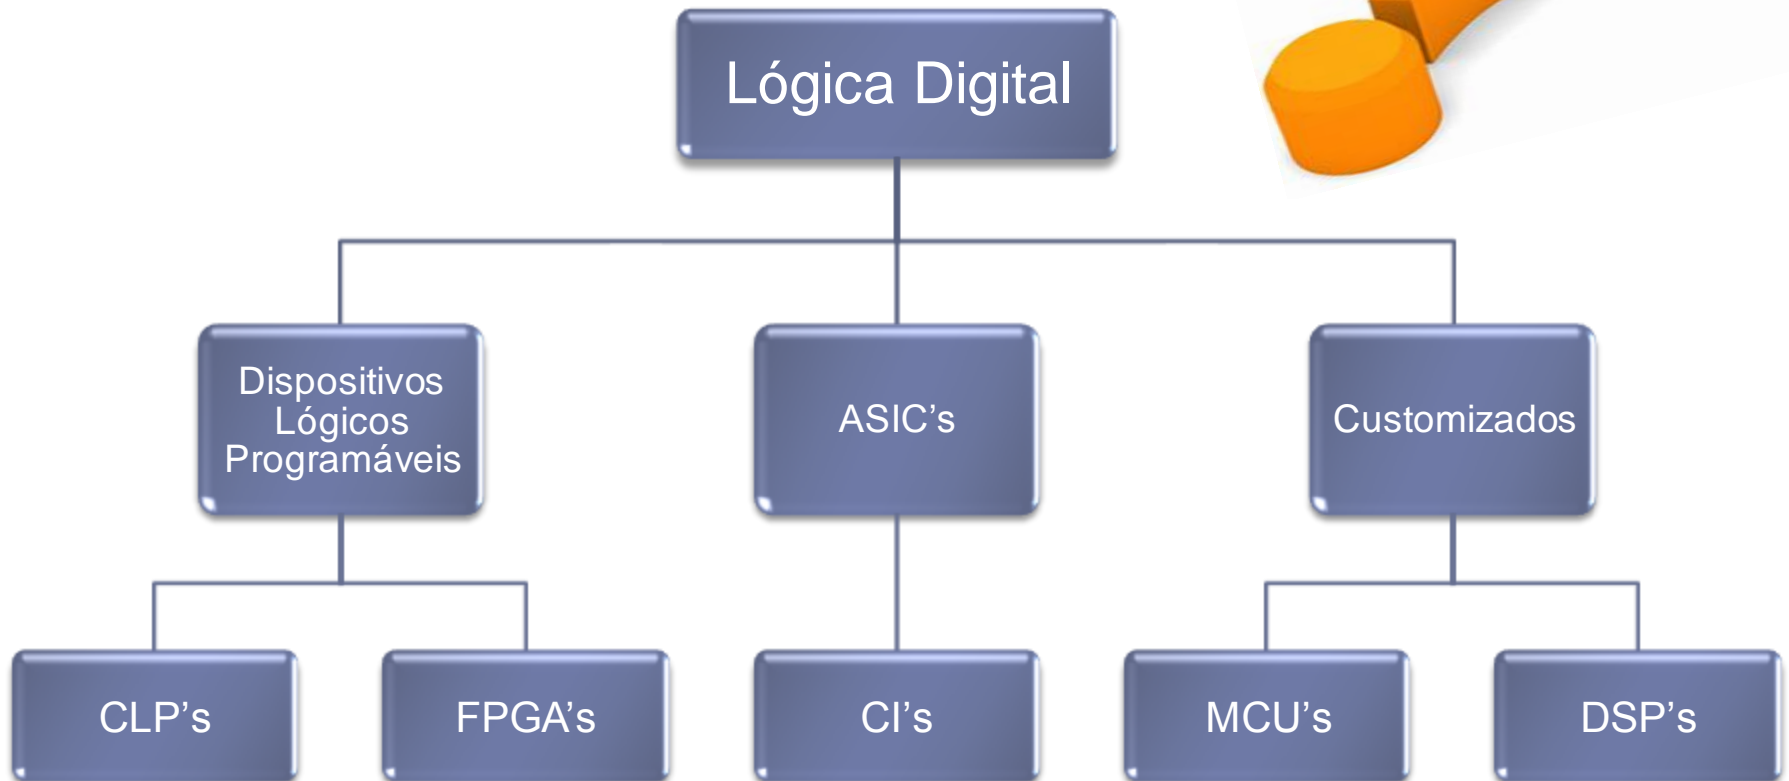 Lógica Digital
Dispositivos
Lógicos
Programáveis
ASIC’s
Customizados
CLP’s
FPGA’s
CI’s
MCU’s
DSP’s